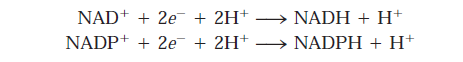 NAD⁺ + 2e⁻ + 2H⁺ ⟶ NADH + H⁺
NADP⁺ + 2e⁻ + 2H⁺ ⟶ NADPH + H⁺